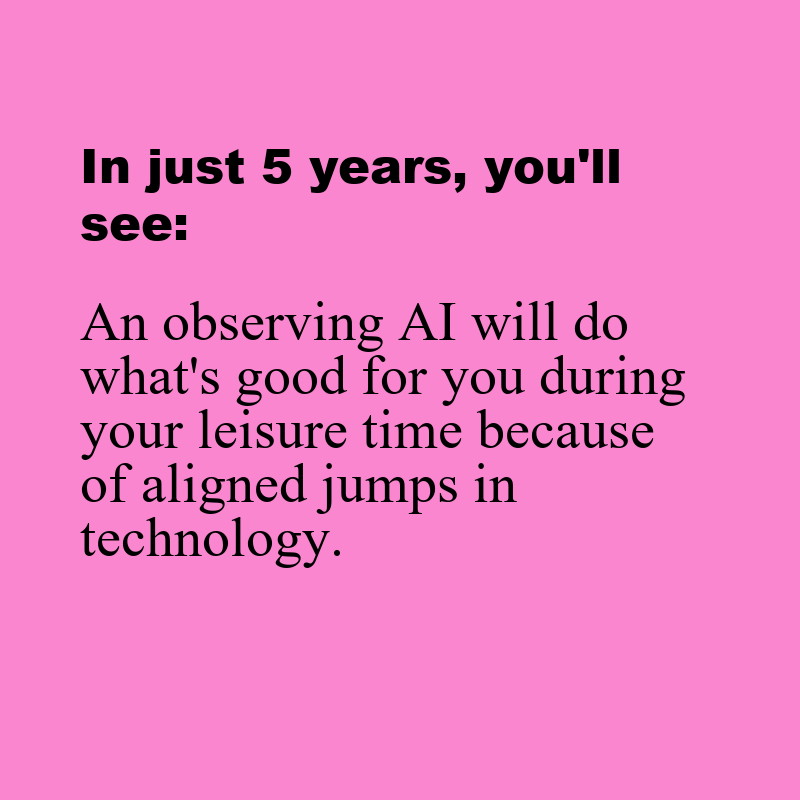 In just 5 years, you'll
see:
An observing AI will do
what's good for you during
your leisure time because
of aligned jumps in
technology.